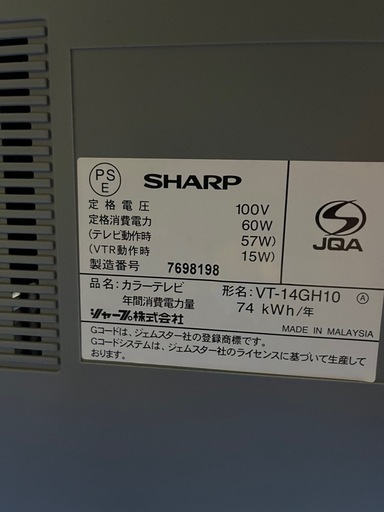 PS
E
SHARP
定格電圧 100V
定格消費電力 60W
(テレビ動作時 57W)
(VTR動作時 15W)
製造番号 7698198
JQA
品名:カラーテレビ 形名:VT-14GH10 Ⓐ
年間消費電力量 74 kWh/年
シャープ株式会社 MADE IN MALAYSIA
Gコードは、ジェムスター社の登録商標です。
Gコードシステムは、ジェムスター社のライセンスに基づいて生産して
おります。